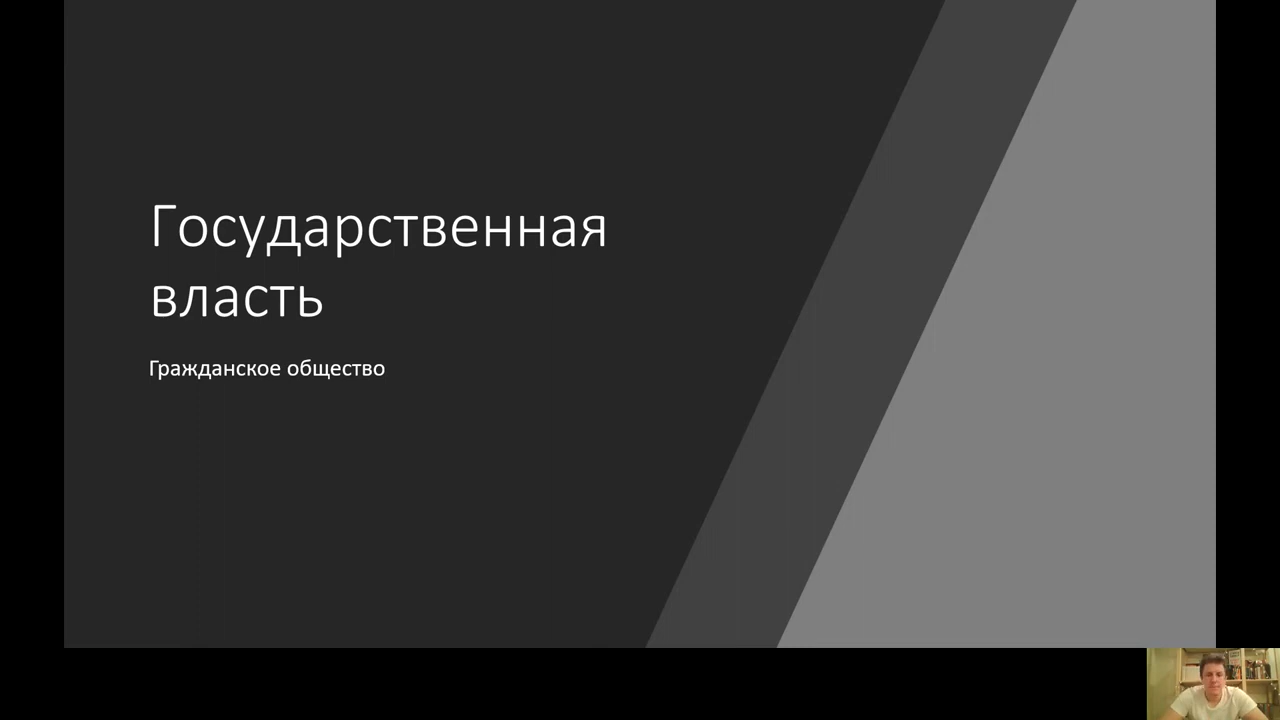 Государственная
власть
Гражданское общество